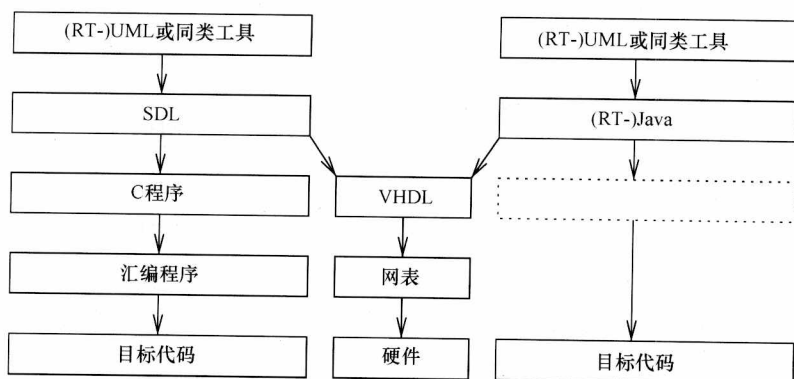 (RT-)UML或同类工具
(RT-)UML或同类工具
SDL
(RT-)Java
C程序
VHDL
汇编程序
网表
目标代码
硬件
目标代码